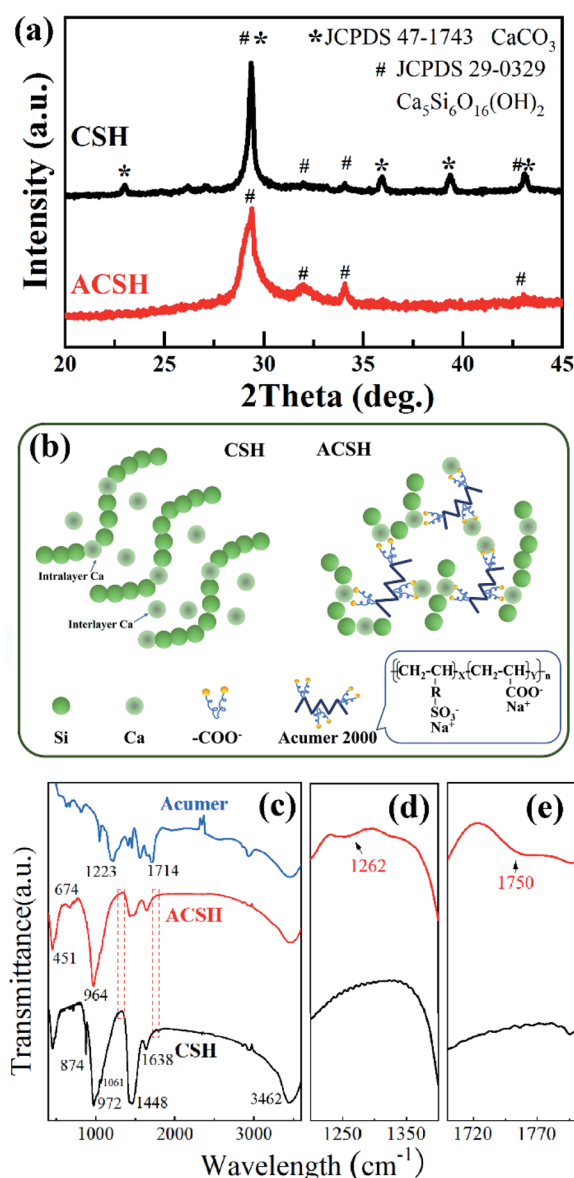 (a)
# *
*JCPDS 47-1743 CaCO3
# JCPDS 29-0329
Ca5Si6O16(OH)2
CSH
*
#
#
*
*
# *
#
ACSH
#
#
#
Intensity (a.u.)
20 25 30 35 40 45
2Theta (deg.)
(b)
CSH
ACSH
Intralayer Ca
Interlayer Ca
Si
Ca
-COO-
Acumer 2000
{(CH2-CH)X(CH2-CH)Y}n
R COO-
SO3- Na+
Na+
(c)
Acumer
1223
1714
674
ACSH
451
964
874
1061
1638
CSH
972
1448
3462
1000 2000 3000
(d)
1262
1250 1350
(e)
1750
1720 1770
Transmittance(a.u.)
Wavelength (cm-1)